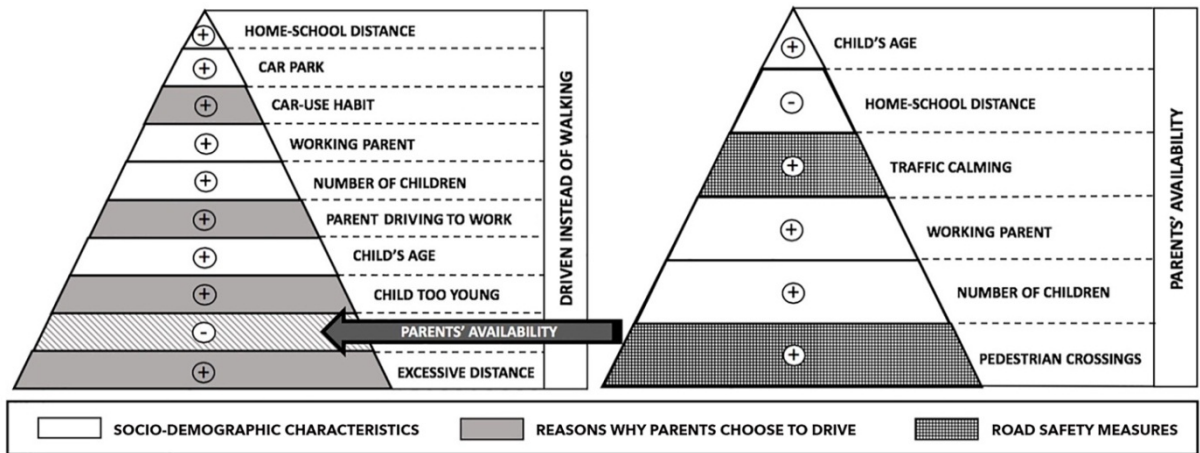 HOME-SCHOOL DISTANCE
CAR PARK
CAR-USE HABIT
WORKING PARENT
NUMBER OF CHILDREN
PARENT DRIVING TO WORK
CHILD'S AGE
CHILD TOO YOUNG
PARENTS' AVAILABILITY
EXCESSIVE DISTANCE
DRIVEN INSTEAD OF WALKING
+
+
+
+
+
+
+
+
-
+
CHILD'S AGE
HOME-SCHOOL DISTANCE
TRAFFIC CALMING
WORKING PARENT
NUMBER OF CHILDREN
PEDESTRIAN CROSSINGS
PARENTS' AVAILABILITY
+
-
+
+
+
+
SOCIO-DEMOGRAPHIC CHARACTERISTICS
REASONS WHY PARENTS CHOOSE TO DRIVE
ROAD SAFETY MEASURES